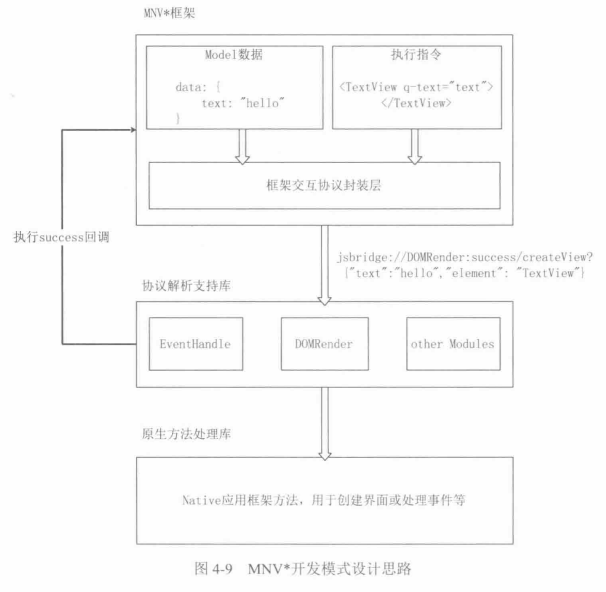 MNV*框架
Model数据
data: {
text: "hello"
}
执行指令
<TextView q-text="text">
</TextView>
框架交互协议封装层
执行success回调
jsbridge://DOMRender:success/createView?
{"text":"hello","element": "TextView"}
协议解析支持库
EventHandle
DOMRender
other Modules
原生方法处理库
Native应用框架方法，用于创建界面或处理事件等
图 4-9 MNV*开发模式设计思路